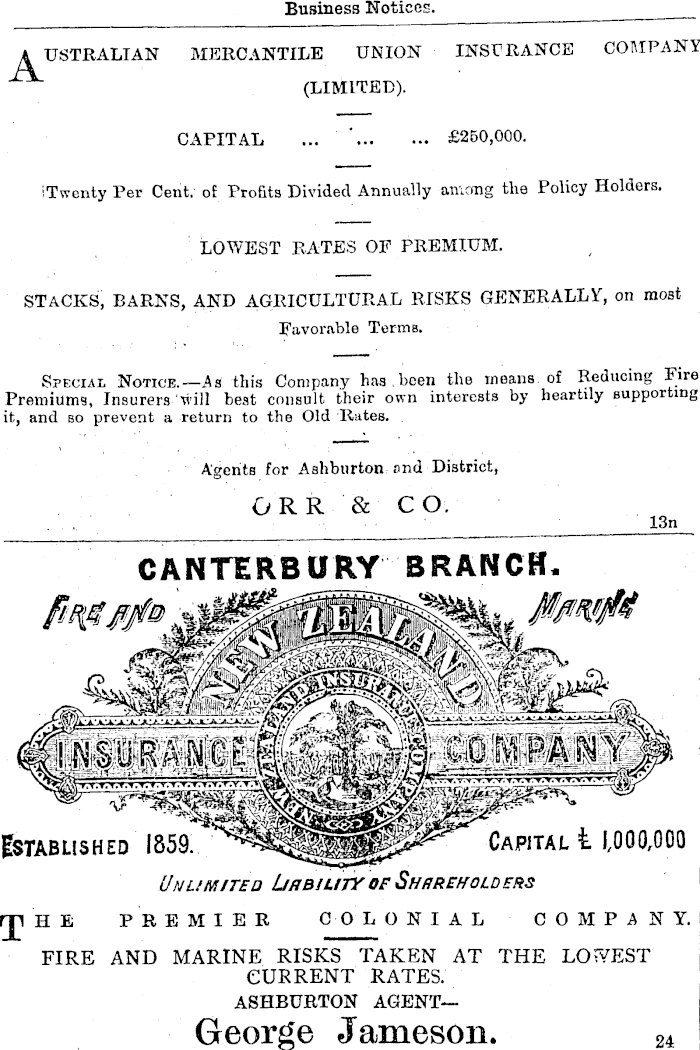 Business Notices.
AUSTRALIAN MERCANTILE UNION INSURANCE COMPANY
(LIMITED).
CAPITAL ... ... ... £250,000.
Twenty Per Cent. of Profits Divided Annually among the Policy Holders.
LOWEST RATES OF PREMIUM.
STACKS, BARNS, AND AGRICULTURAL RISKS GENERALLY, on most
Favorable Terms.
SPECIAL NOTICE.—As this Company has been the means of Reducing Fire
Premiums, Insurers will best consult their own interests by heartily supporting
it, and so prevent a return to the Old Rates.
Agents for Ashburton and District,
ORR & CO.
13n
CANTERBURY BRANCH.
FIRE AND MARINE
NEW ZEALAND
INSURANCE COMPANY
NEW ZEALAND INSURANCE COMPANY
ESTABLISHED 1859. CAPITAL £ 1,000,000
UNLIMITED LIABILITY OF SHAREHOLDERS
THE PREMIER COLONIAL COMPANY.
FIRE AND MARINE RISKS TAKEN AT THE LOWEST
CURRENT RATES.
ASHBURTON AGENT—
George Jameson.
24